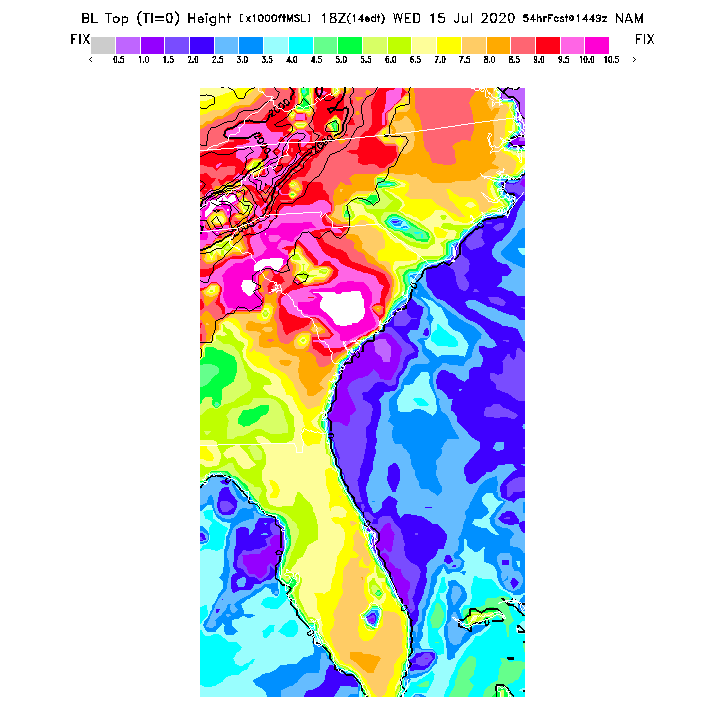 BL Top (TI=0) Height [x1000ftMSL] 18Z(14edt) WED 15 Jul 2020 54hrFcst@1449z NAM
FIX FIX
0.5 1.0 1.5 2.0 2.5 3.0 3.5 4.0 4.5 5.0 5.5 6.0 6.5 7.0 7.5 8.0 8.5 9.0 9.5 10.0 10.5
< >